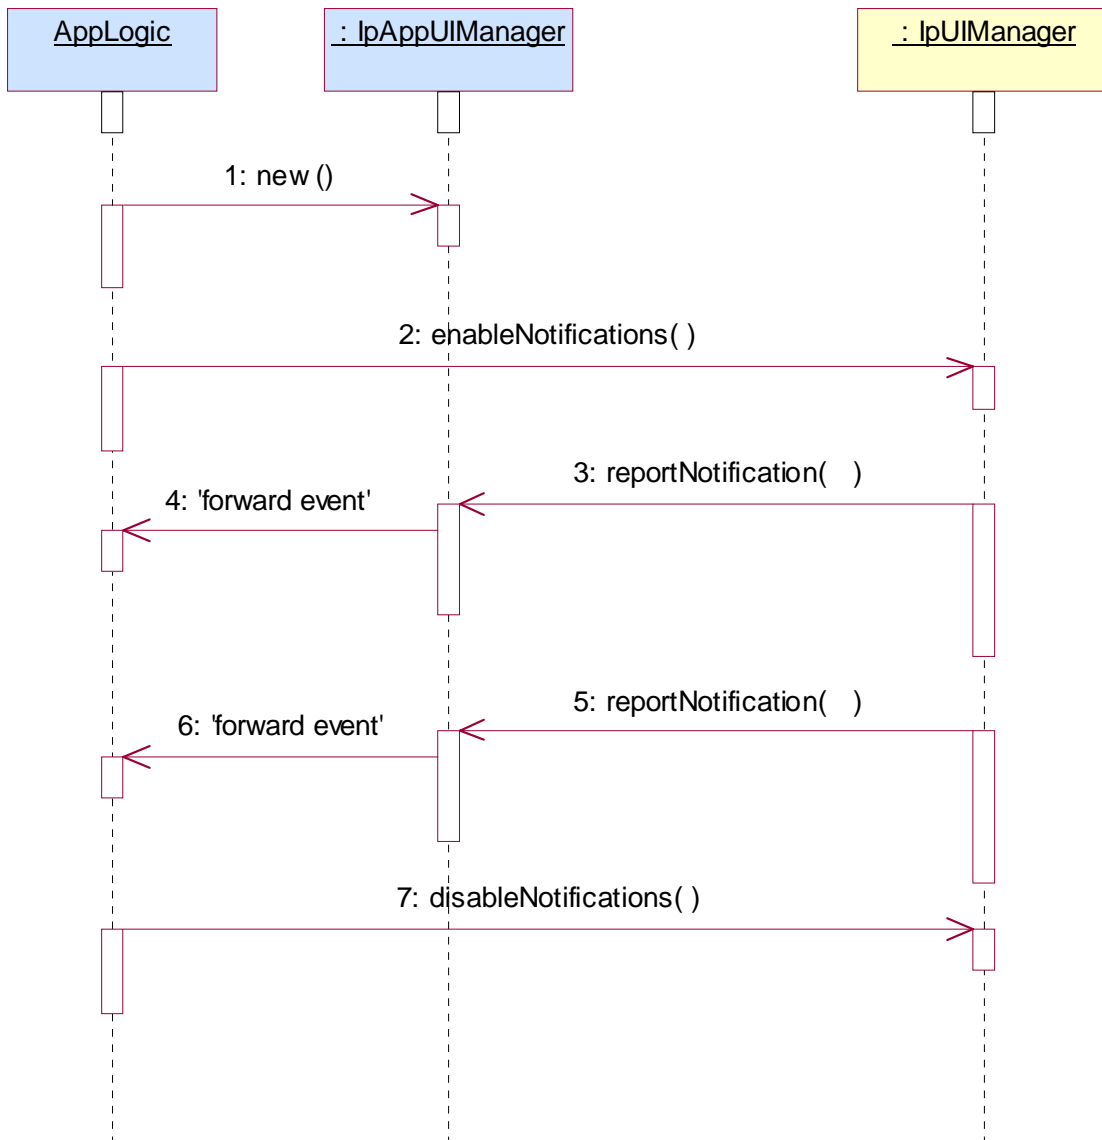 AppLogic
: IpAppUIManager
: IpUIManager
1: new ()
2: enableNotifications( )
3: reportNotification(   )
4: 'forward event'
5: reportNotification(   )
6: 'forward event'
7: disableNotifications( )